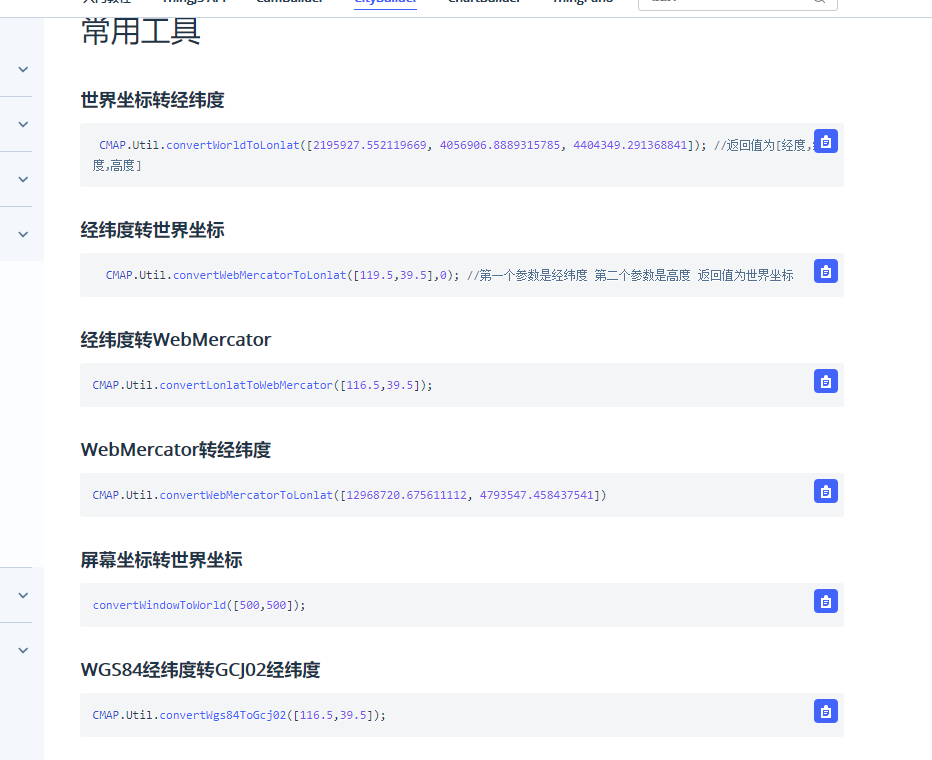 CityBuilder
常用工具
世界坐标转经纬度
CMAP.Util.convertWorldToLonlat([2195927.552119669, 4056906.8889315785, 4404349.291368841]); //返回值为[经度,
度,高度]
经纬度转世界坐标
CMAP.Util.convertWebMercatorToLonlat([119.5,39.5],0); //第一个参数是经纬度 第二个参数是高度 返回值为世界坐标
经纬度转WebMercator
CMAP.Util.convertLonlatToWebMercator([116.5,39.5]);
WebMercator转经纬度
CMAP.Util.convertWebMercatorToLonlat([12968720.675611112, 4793547.458437541])
屏幕坐标转世界坐标
convertWindowToWorld([500,500]);
WGS84经纬度转GCJ02经纬度
CMAP.Util.convertWgs84ToGcj02([116.5,39.5]);